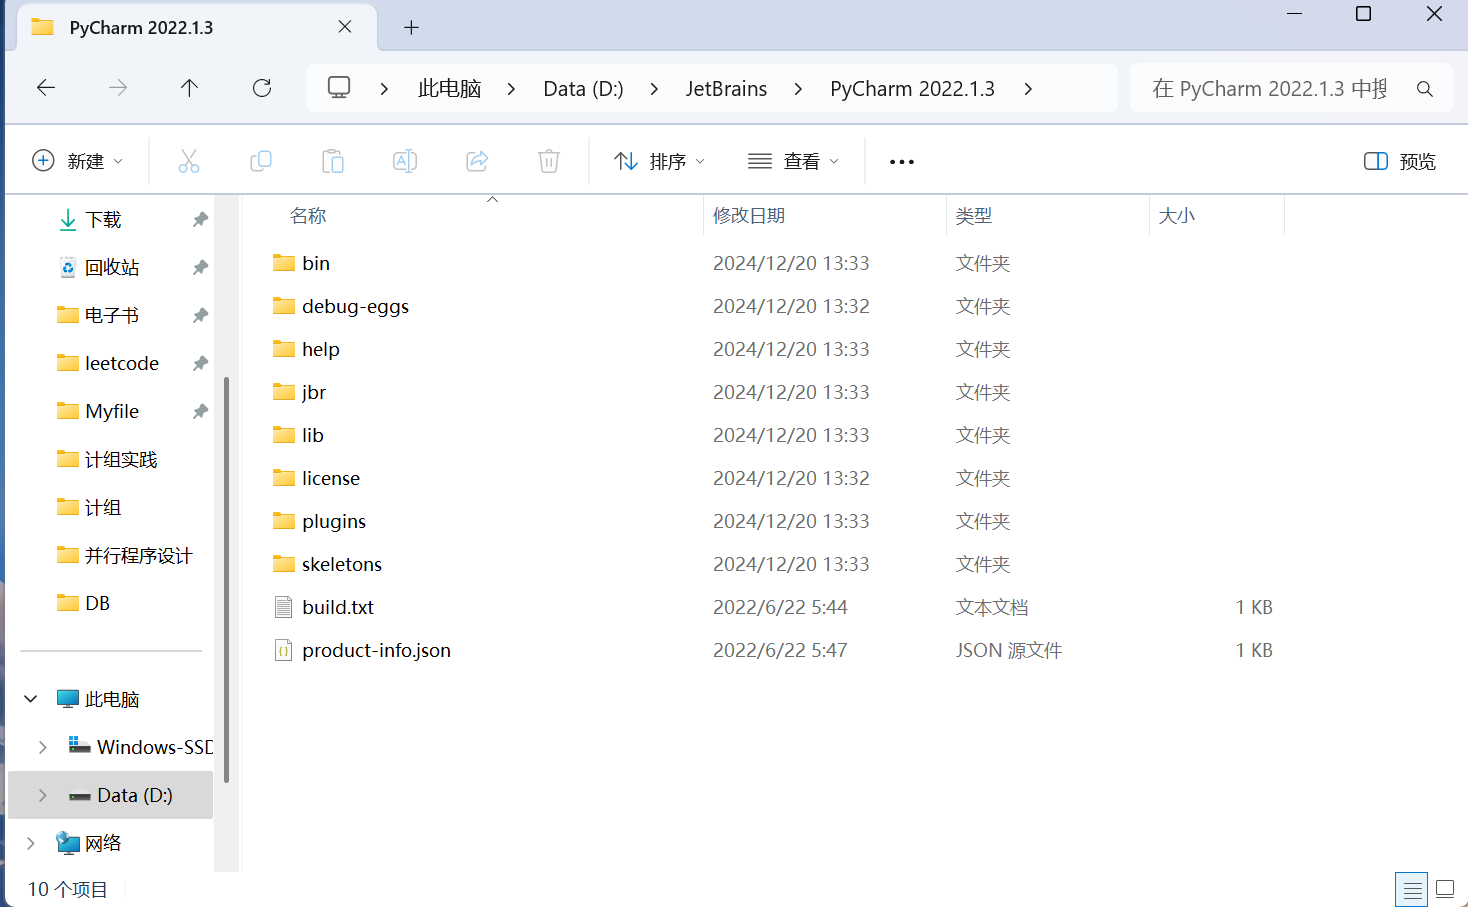 PyCharm 2022.1.3
此电脑 Data (D:) JetBrains PyCharm 2022.1.3
在 PyCharm 2022.1.3 中
新建 排序 查看 预览
下载
回收站
电子书
leetcode
Myfile
计组实践
计组
并行程序设计
DB
此电脑
Windows-SSD
Data (D:)
网络
名称 修改日期 类型 大小
bin 2024/12/20 13:33 文件夹
debug-eggs 2024/12/20 13:32 文件夹
help 2024/12/20 13:33 文件夹
jbr 2024/12/20 13:33 文件夹
lib 2024/12/20 13:33 文件夹
license 2024/12/20 13:32 文件夹
plugins 2024/12/20 13:33 文件夹
skeletons 2024/12/20 13:33 文件夹
build.txt 2022/6/22 5:44 文本文档 1 KB
product-info.json 2022/6/22 5:47 JSON 源文件 1 KB
10 个项目